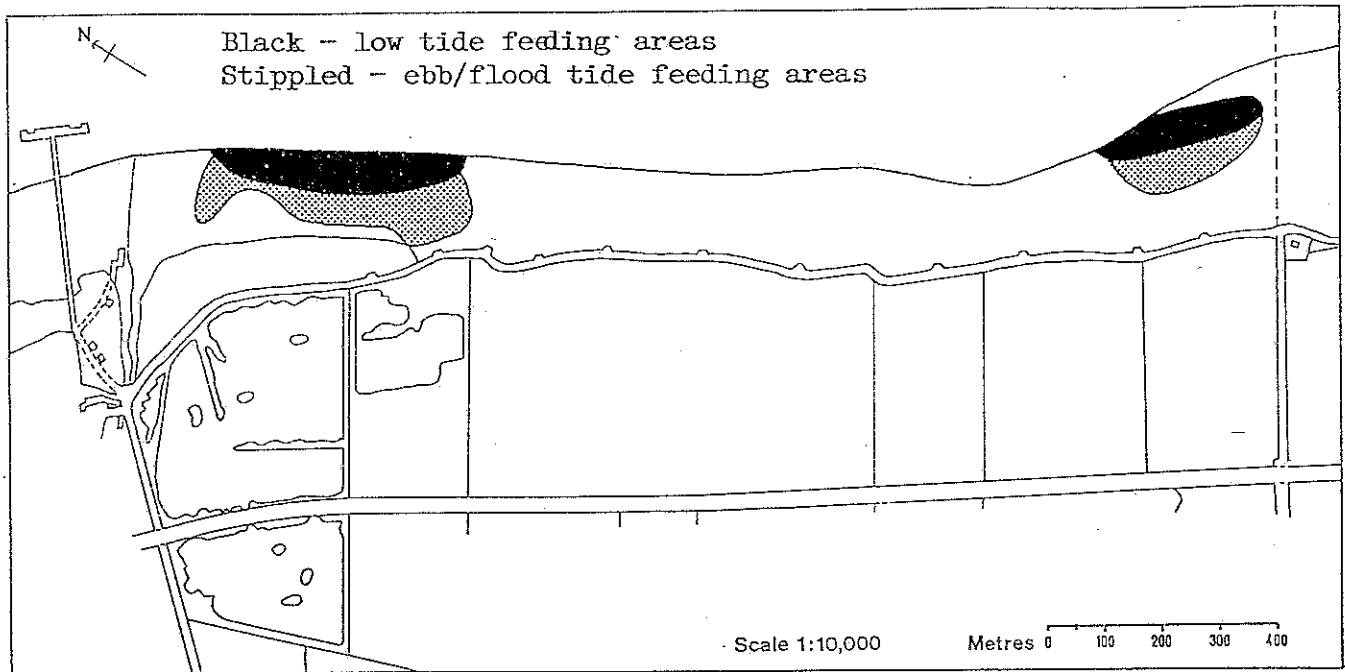 N
Black - low tide feeding areas
Stippled - ebb/flood tide feeding areas
Scale 1:10,000
Metres 0 100 200 300 400